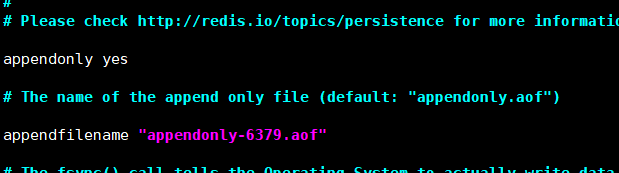 #
# Please check http://redis.io/topics/persistence for more informatio
appendonly yes
# The name of the append only file (default: "appendonly.aof")
appendfilename "appendonly-6379.aof"
# The fsync() call tells the Operating System to actually write data